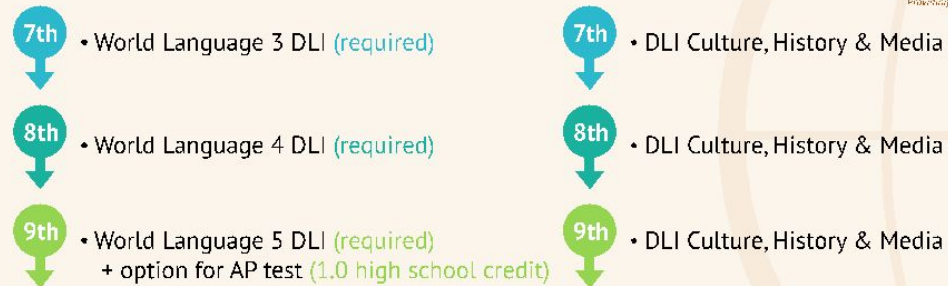 7th
• World Language 3 DLI (required)
7th
• DLI Culture, History & Media
8th
• World Language 4 DLI (required)
8th
• DLI Culture, History & Media
9th
• World Language 5 DLI (required)
+ option for AP test (1.0 high school credit)
9th
• DLI Culture, History & Media